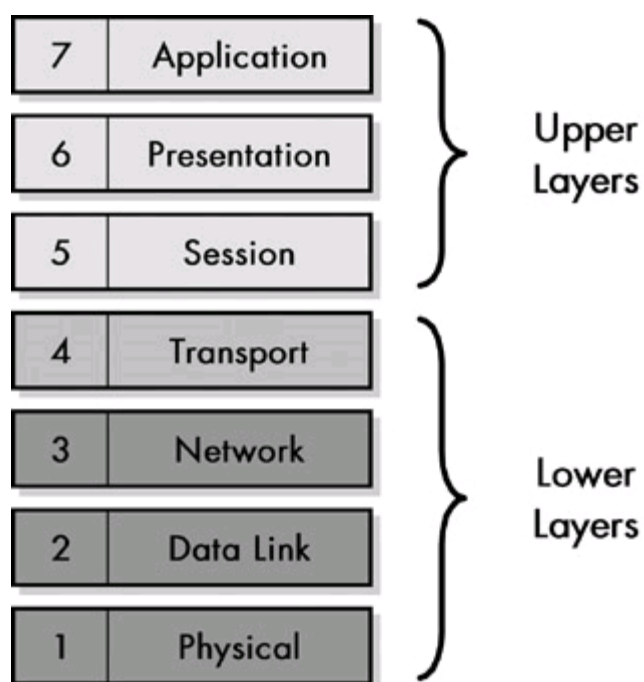 7 Application
6 Presentation
5 Session
Upper
Layers
4 Transport
3 Network
2 Data Link
1 Physical
Lower
Layers